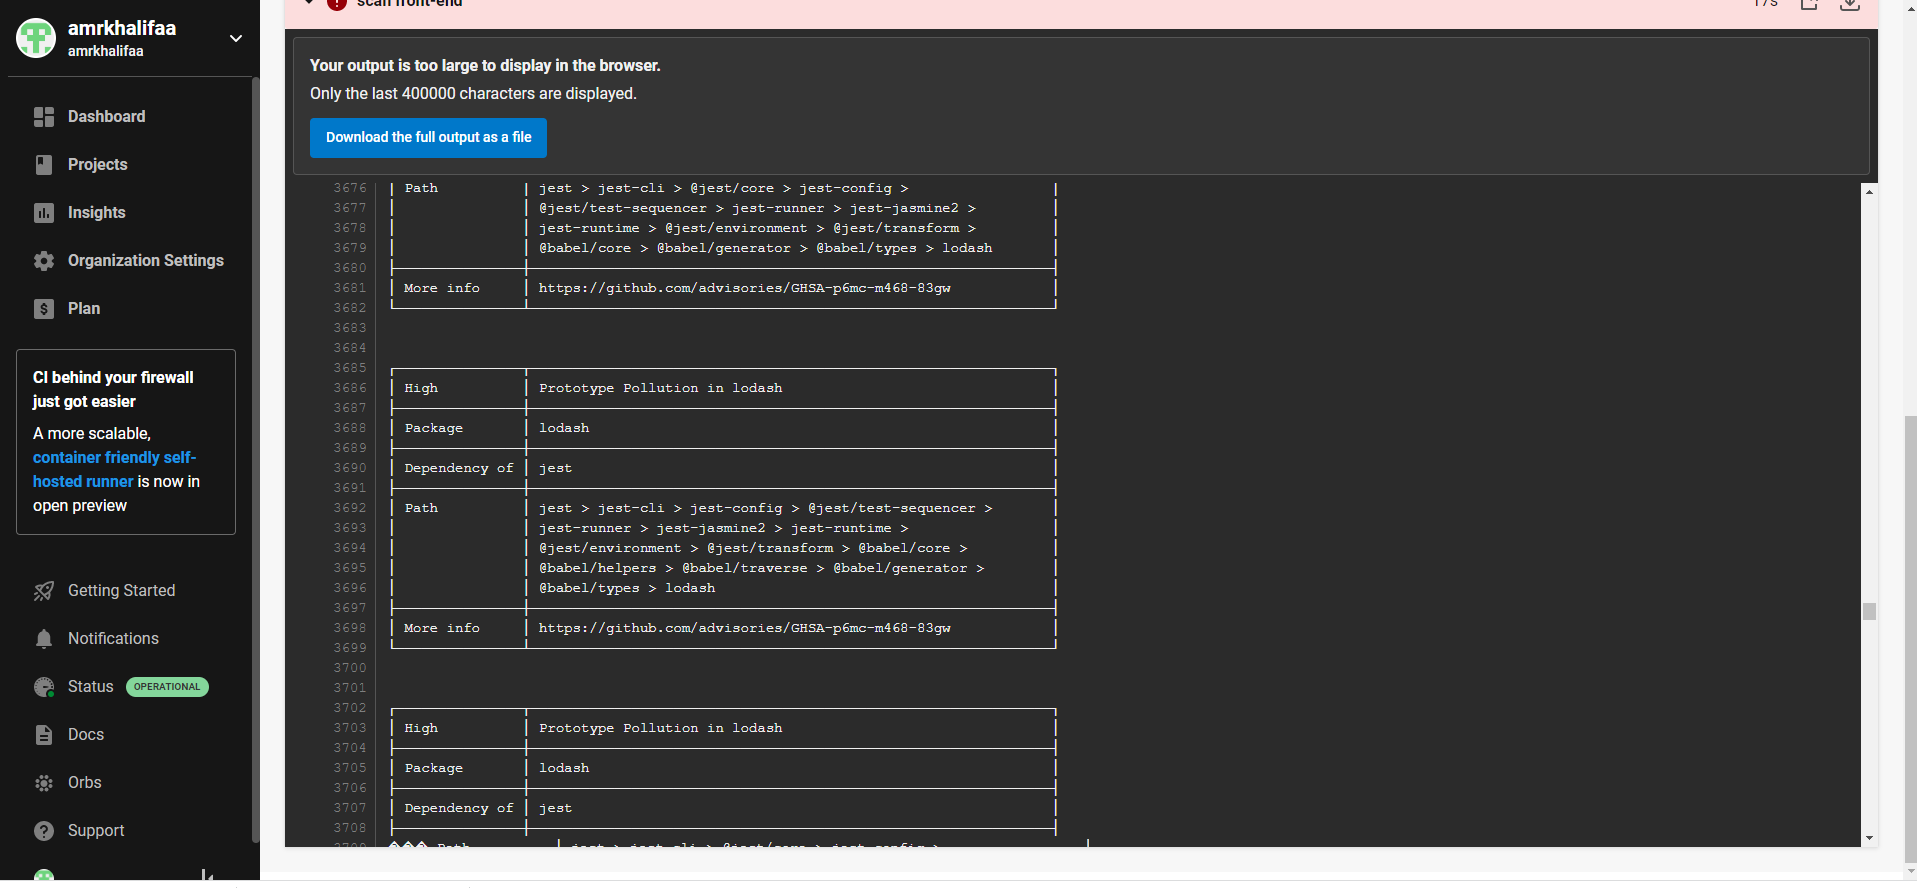 amrkhalifaa
amrkhalifaa
Dashboard
Projects
Insights
Organization Settings
Plan
CI behind your firewall
just got easier
A more scalable,
container friendly self-
hosted runner is now in
open preview
Getting Started
Notifications
Status OPERATIONAL
Docs
Orbs
Support
scan front-end
17s
Your output is too large to display in the browser.
Only the last 400000 characters are displayed.
Download the full output as a file
3676 Path jest > jest-cli > @jest/core > jest-config >
3677 @jest/test-sequencer > jest-runner > jest-jasmine2 >
3678 jest-runtime > @jest/environment > @jest/transform >
3679 @babel/core > @babel/generator > @babel/types > lodash
3680
3681 More info https://github.com/advisories/GHSA-p6mc-m468-83gw
3682
3683
3684
3685
3686 High Prototype Pollution in lodash
3687
3688 Package lodash
3689
3690 Dependency of jest
3691
3692 Path jest > jest-cli > jest-config > @jest/test-sequencer >
3693 jest-runner > jest-jasmine2 > jest-runtime >
3694 @jest/environment > @jest/transform > @babel/core >
3695 @babel/helpers > @babel/traverse > @babel/generator >
3696 @babel/types > lodash
3697
3698 More info https://github.com/advisories/GHSA-p6mc-m468-83gw
3699
3700
3701
3702
3703 High Prototype Pollution in lodash
3704
3705 Package lodash
3706
3707 Dependency of jest
3708
3709 ��� Path jest > jest-cli > @jest/core > jest-config >